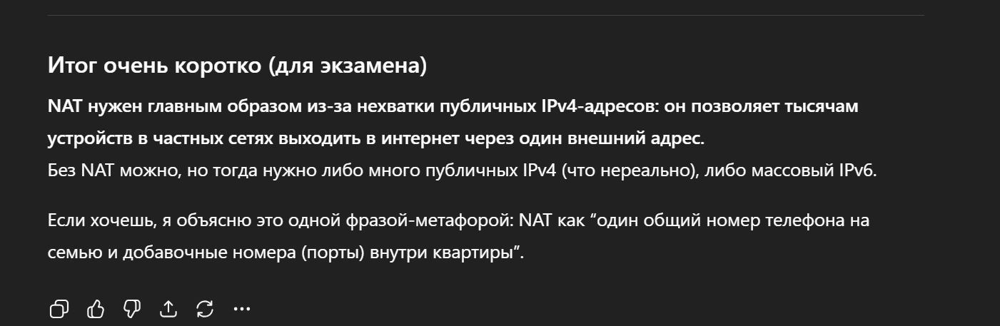 Итог очень коротко (для экзамена)
NAT нужен главным образом из-за нехватки публичных IPv4-адресов: он позволяет тысячам
устройств в частных сетях выходить в интернет через один внешний адрес.
Без NAT можно, но тогда нужно либо много публичных IPv4 (что нереально), либо массовый IPv6.
Если хочешь, я объясню это одной фразой-метафорой: NAT как “один общий номер телефона на
семью и добавочные номера (порты) внутри квартиры”.